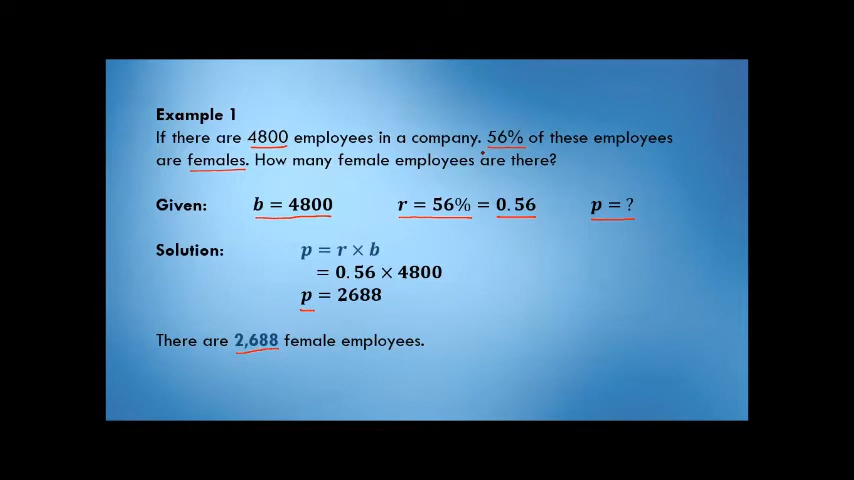 Example 1
If there are 4800 employees in a company. 56% of these employees
are females. How many female employees are there?
Given: b = 4800 r = 56% = 0.56 p = ?
Solution: p = r × b
= 0.56 × 4800
p = 2688
There are 2,688 female employees.